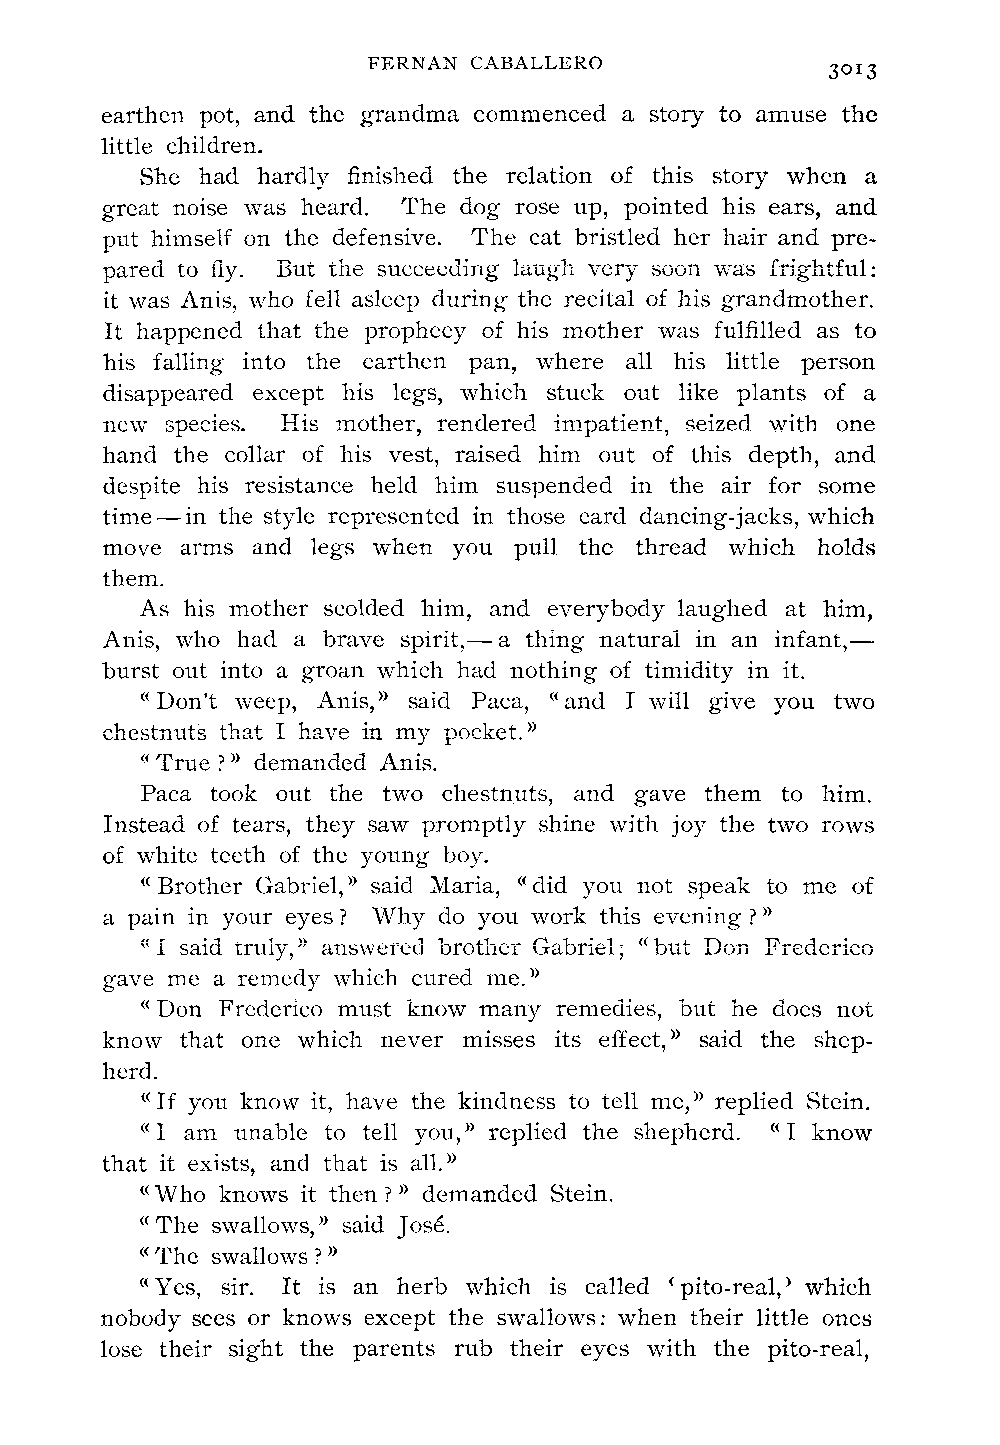 FERNAN CABALLERO
3013
earthen pot, and the grandma commenced a story to amuse the
little children.
She had hardly finished the relation of this story when a
great noise was heard. The dog rose up, pointed his ears, and
put himself on the defensive. The cat bristled her hair and pre-
pared to fly. But the succeeding laugh very soon was frightful:
it was Anis, who fell asleep during the recital of his grandmother.
It happened that the prophecy of his mother was fulfilled as to
his falling into the earthen pan, where all his little person
disappeared except his legs, which stuck out like plants of a
new species. His mother, rendered impatient, seized with one
hand the collar of his vest, raised him out of this depth, and
despite his resistance held him suspended in the air for some
time — in the style represented in those card dancing-jacks, which
move arms and legs when you pull the thread which holds
them.
As his mother scolded him, and everybody laughed at him,
Anis, who had a brave spirit,— a thing natural in an infant,—
burst out into a groan which had nothing of timidity in it.
"Don't weep, Anis," said Paca, "and I will give you two
chestnuts that I have in my pocket."
"True?" demanded Anis.
Paca took out the two chestnuts, and gave them to him.
Instead of tears, they saw promptly shine with joy the two rows
of white teeth of the young boy.
"Brother Gabriel," said Maria, "did you not speak to me of
a pain in your eyes? Why do you work this evening?"
"I said truly," answered brother Gabriel; "but Don Frederico
gave me a remedy which cured me."
"Don Frederico must know many remedies, but he does not
know that one which never misses its effect," said the shep-
herd.
"If you know it, have the kindness to tell me," replied Stein.
"I am unable to tell you," replied the shepherd. "I know
that it exists, and that is all."
"Who knows it then?" demanded Stein.
"The swallows," said José.
"The swallows?"
"Yes, sir. It is an herb which is called 'pito-real,' which
nobody sees or knows except the swallows: when their little ones
lose their sight the parents rub their eyes with the pito-real,